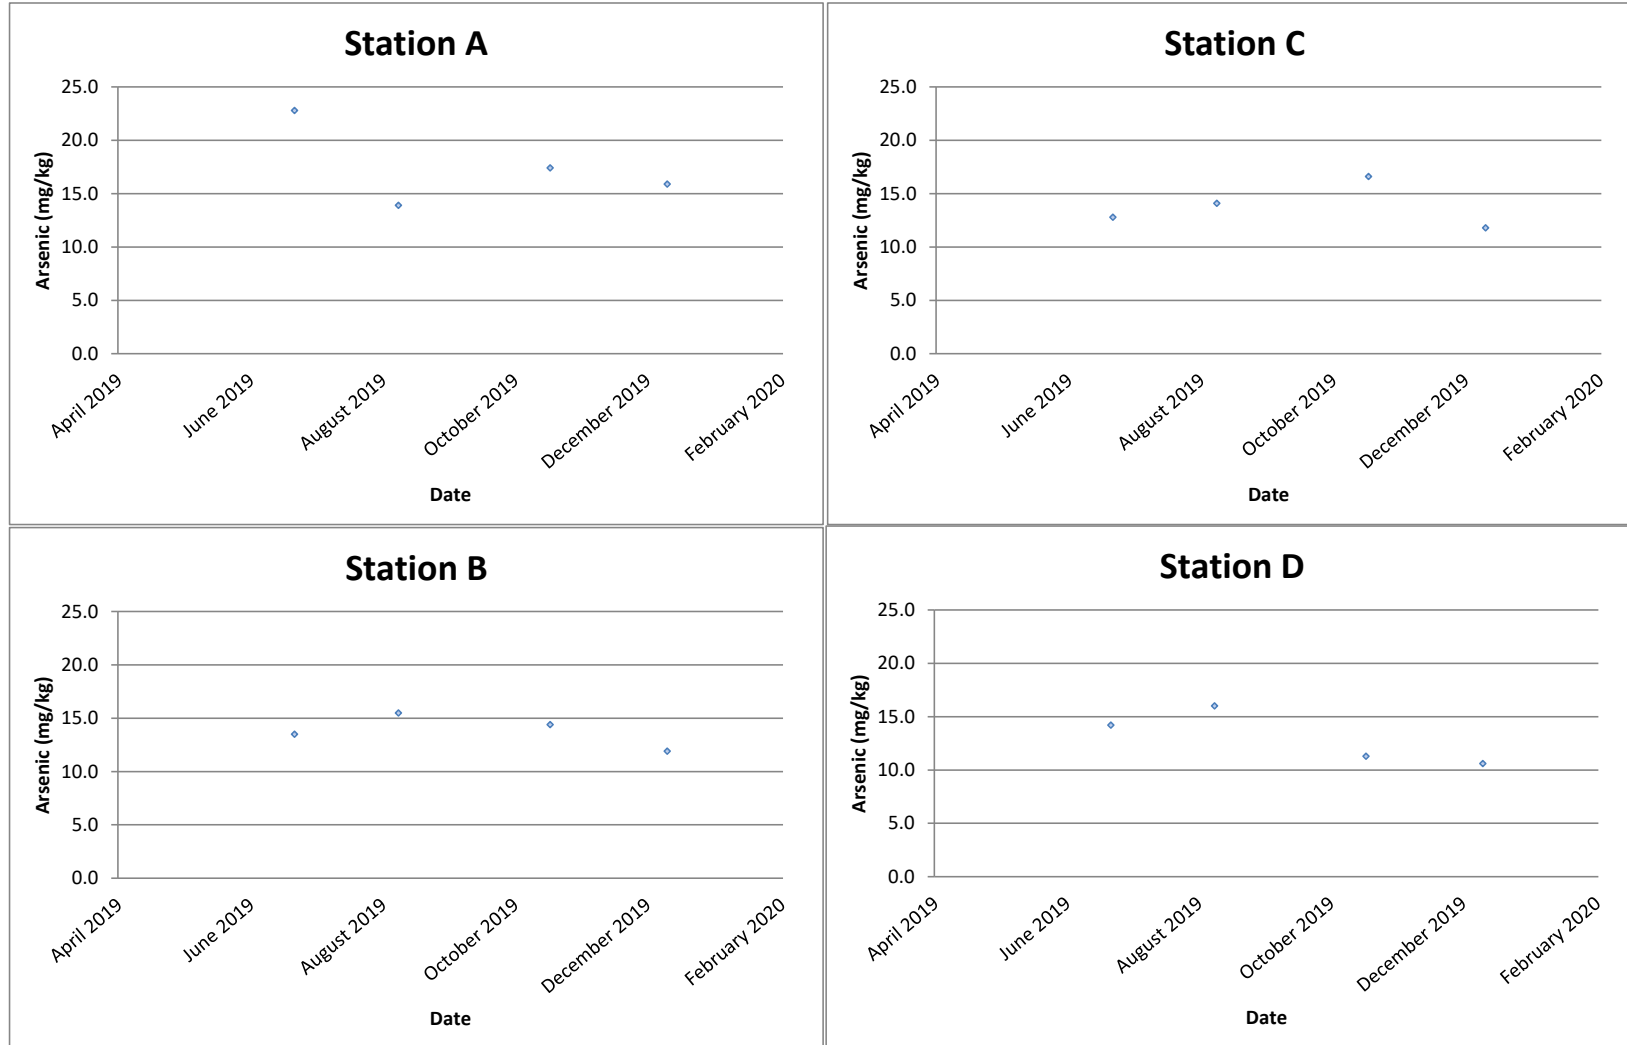 Station A
25.0
20.0
15.0
10.0
5.0
0.0
Arsenic (mg/kg)
April 2019
June 2019
August 2019
October 2019
December 2019
February 2020
Date
Station C
25.0
20.0
15.0
10.0
5.0
0.0
Arsenic (mg/kg)
April 2019
June 2019
August 2019
October 2019
December 2019
February 2020
Date
Station B
25.0
20.0
15.0
10.0
5.0
0.0
Arsenic (mg/kg)
April 2019
June 2019
August 2019
October 2019
December 2019
February 2020
Date
Station D
25.0
20.0
15.0
10.0
5.0
0.0
Arsenic (mg/kg)
April 2019
June 2019
August 2019
October 2019
December 2019
February 2020
Date